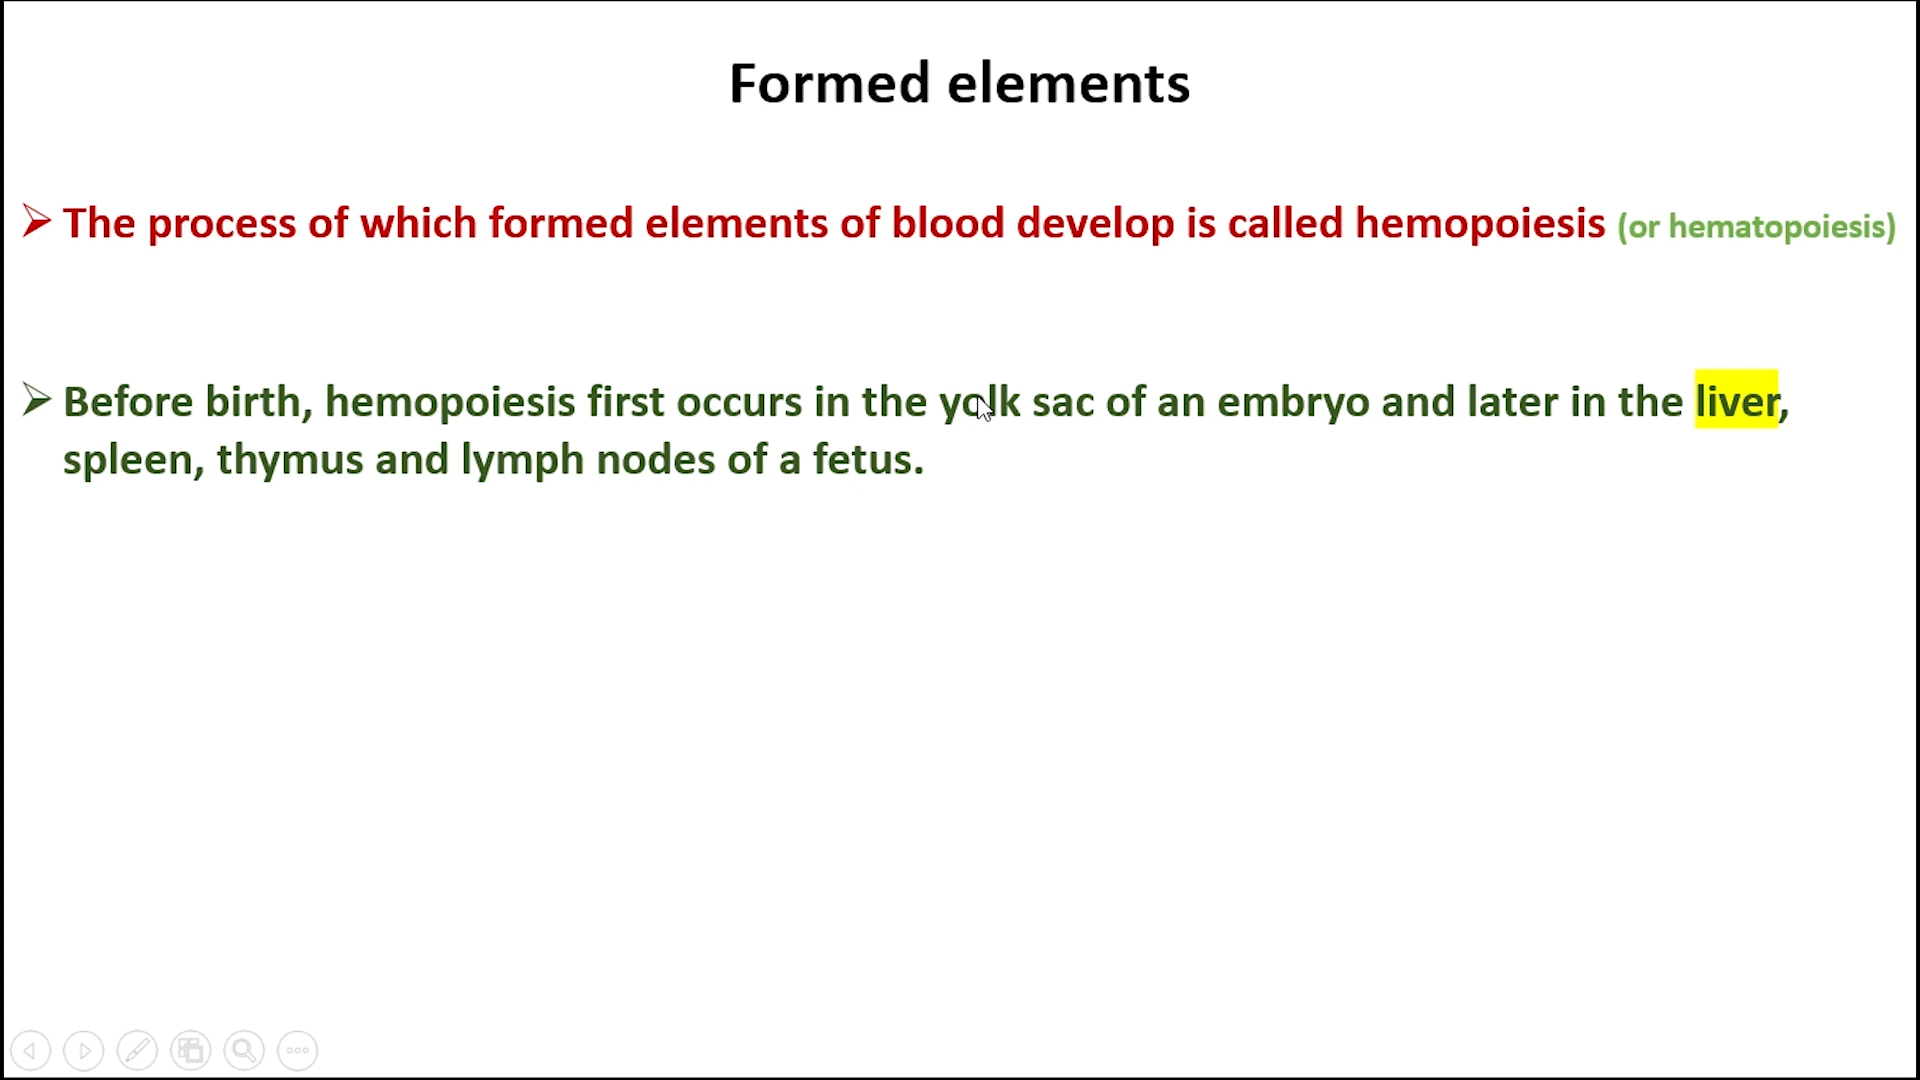 Formed elements
The process of which formed elements of blood develop is called hemopoiesis (or hematopoiesis)
Before birth, hemopoiesis first occurs in the yolk sac of an embryo and later in the liver,
spleen, thymus and lymph nodes of a fetus.